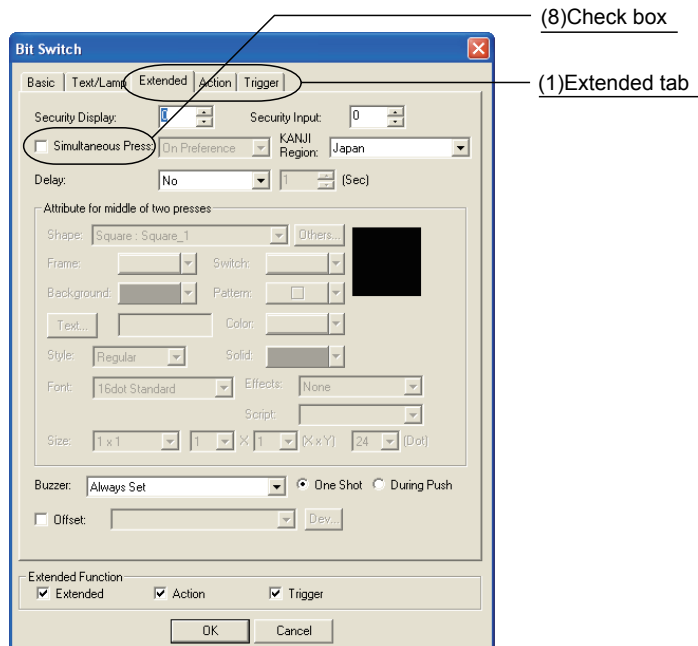 (8)Check box
Bit Switch
(1)Extended tab
Basic Text/Lamp Extended Action Trigger
Security Display: 0 Security Input: 0
Simultaneous Press: On Preference KANJI Region: Japan
Delay: No 1 (Sec)
Attribute for middle of two presses
Shape: Square : Square_1 Others...
Frame: Switch:
Background: Pattern:
Text... Color:
Style: Regular Solid:
Font: 16dot Standard Effects: None
Script:
Size: 1 x 1 1 X 1 (X x Y) 24 (Dot)
Buzzer: Always Set One Shot During Push
Offset: Dev...
Extended Function
Extended Action Trigger
OK Cancel